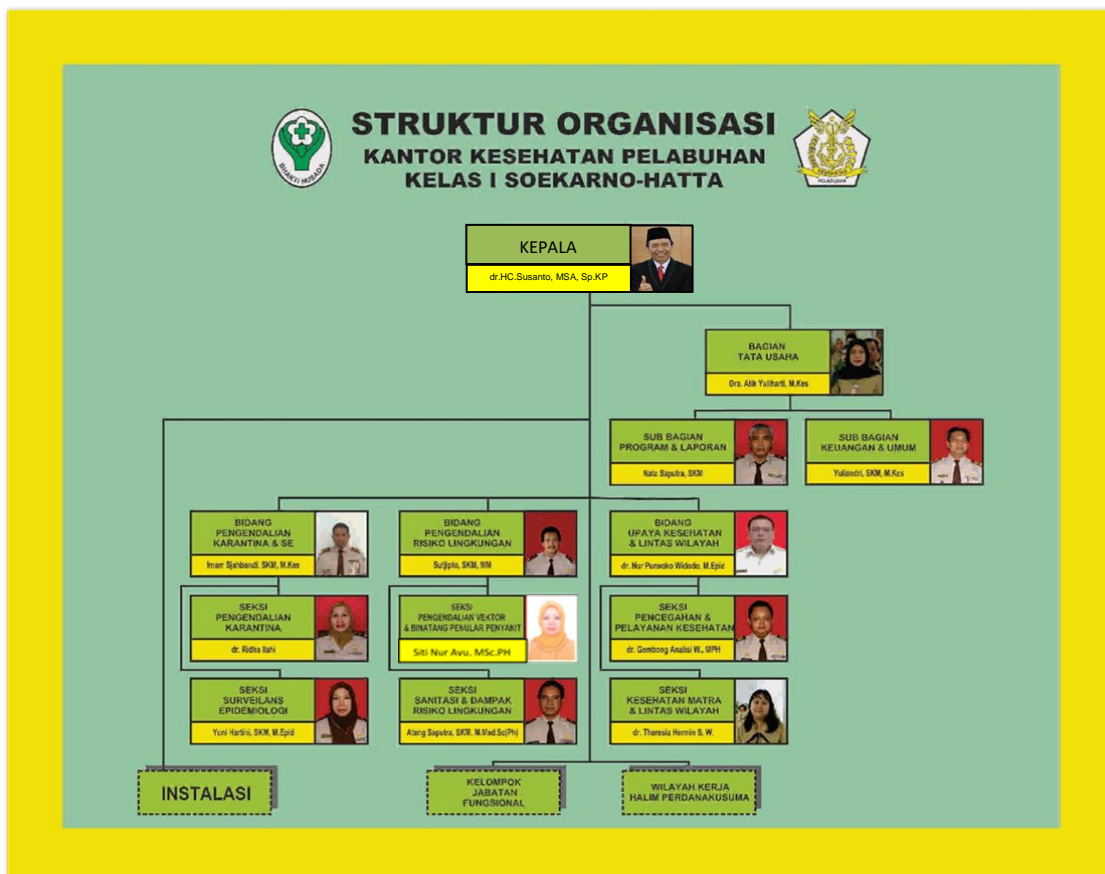 STRUKTUR ORGANISASI
KANTOR KESEHATAN PELABUHAN
KELAS I SOEKARNO-HATTA
BHAKTI HUSADA
KEPALA
dr.HC.Susanto, MSA, Sp.KP
BAGIAN
TATA USAHA
Dra. Atik Yuliharti, M.Kes
SUB BAGIAN
PROGRAM & LAPORAN
Nata Saputra, SKM
SUB BAGIAN
KEUANGAN & UMUM
Yuliandri, SKM, M.Kes
BIDANG
PENGENDALIAN
KARANTINA & SE
Imam Sjahbandi, SKM, M.Kes
BIDANG
PENGENDALIAN
RISIKO LINGKUNGAN
Sutjipto, SKM, MM
BIDANG
UPAYA KESEHATAN
& LINTAS WILAYAH
dr. Nur Purwoko Widodo, M.Epid
SEKSI
PENGENDALIAN
KARANTINA
dr. Ridha Ilahi
SEKSI
PENGENDALIAN VEKTOR
& BINATANG PENULAR PENYAKIT
Siti Nur Avu. MSc.PH
SEKSI
PENCEGAHAN &
PELAYANAN KESEHATAN
dr. Gembong Analisi W., MPH
SEKSI
SURVEILANS
EPIDEMIOLOGI
Yuni Hartini, SKM, M.Epid
SEKSI
SANITASI & DAMPAK
RISIKO LINGKUNGAN
Ateng Saputra, SKM, M.Med.Sc(Ph)
SEKSI
KESEHATAN MATRA
& LINTAS WILAYAH
dr. Theresia Hermin S. W.
INSTALASI
KELOMPOK
JABATAN
FUNGSIONAL
WILAYAH KERJA
HALIM PERDANAKUSUMA